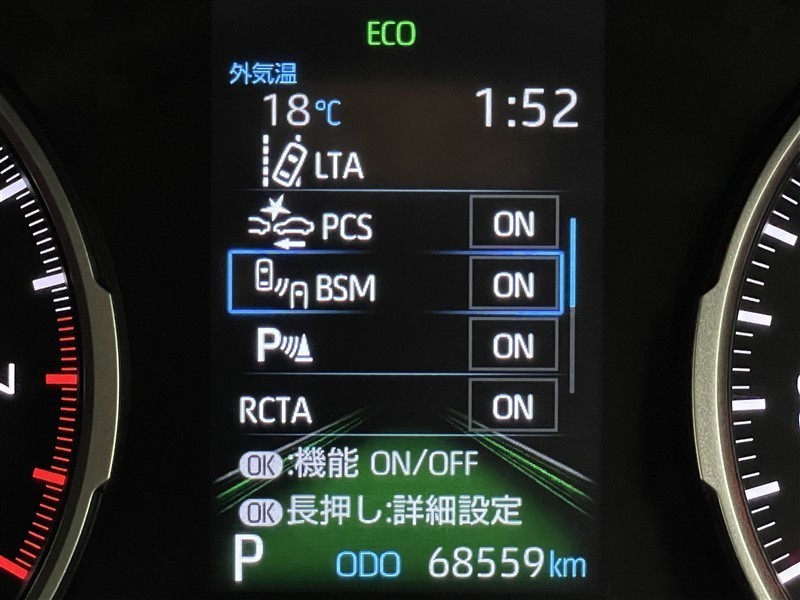 ECO
外気温
18℃ 1:52
LTA
PCS ON
BSM ON
P ON
RCTA ON
OK:機能 ON/OFF
OK長押し:詳細設定
P ODO 68559km